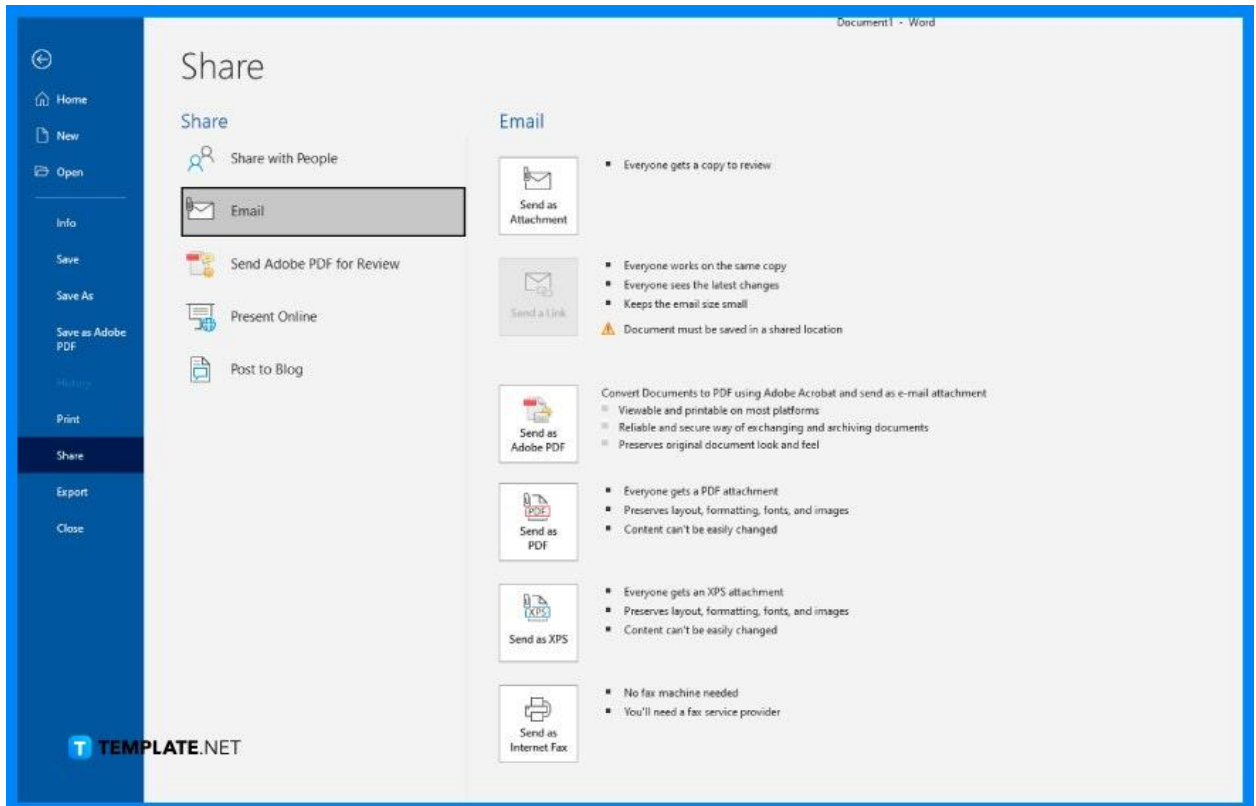 Document1 - Word
Home
New
Open
Info
Save
Save As
Save as Adobe
PDF
History
Print
Share
Export
Close
Share
Share
Share with People
Email
Send Adobe PDF for Review
Present Online
Post to Blog
Email
Send as
Attachment
▪ Everyone gets a copy to review
Send a Link
▪ Everyone works on the same copy
▪ Everyone sees the latest changes
▪ Keeps the email size small
Document must be saved in a shared location
Send as
Adobe PDF
Convert Documents to PDF using Adobe Acrobat and send as e-mail attachment
▪ Viewable and printable on most platforms
▪ Reliable and secure way of exchanging and archiving documents
▪ Preserves original document look and feel
PDF
Send as
PDF
▪ Everyone gets a PDF attachment
▪ Preserves layout, formatting, fonts, and images
▪ Content can't be easily changed
XPS
Send as XPS
▪ Everyone gets an XPS attachment
▪ Preserves layout, formatting, fonts, and images
▪ Content can't be easily changed
Send as
Internet Fax
▪ No fax machine needed
▪ You'll need a fax service provider
T TEMPLATE.NET